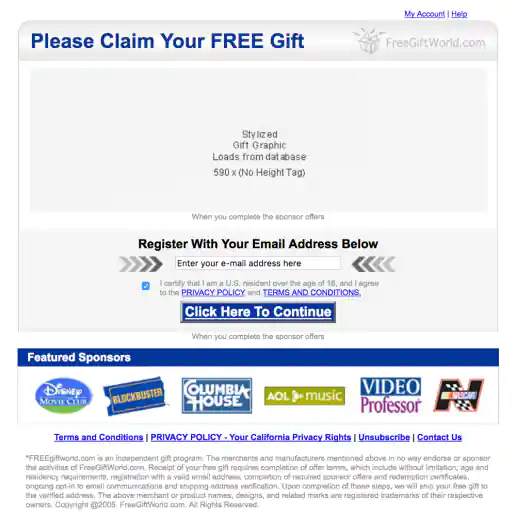 My Account | Help
Please Claim Your FREE Gift
FreeGiftWorld.com
Stylized
Gift Graphic
Loads from database
590 x (No Height Tag)
When you complete the sponsor offers
Register With Your Email Address Below
Enter your e-mail address here
I certify that I am a U.S. resident over the age of 18, and I agree
to the PRIVACY POLICY and TERMS AND CONDITIONS.
Click Here To Continue
When you complete the sponsor offers
Featured Sponsors
Disney MOVIE CLUB
BLOCKBUSTER
COLUMBIA HOUSE
AOL music
VIDEO Professor
NASCAR
Terms and Conditions | PRIVACY POLICY - Your California Privacy Rights | Unsubscribe | Contact Us
*FREEgiftworld.com is an independent gift program. The merchants and manufacturers mentioned above in no way endorse or sponsor
the activities of FreeGiftWorld.com. Receipt of your free gift requires completion of offer terms, which include without limitation, age and
residency requirements, registration with a valid email address, completion of required sponsor offers and redemption certificates,
ongoing opt-in to email communications and shipping address verification. Upon completion of these steps, we will ship your free gift to
the verified address. The above merchant or product names, designs, and related marks are registered trademarks of their respective
owners. Copyright @2005. FreeGiftWorld.com. All Rights Reserved.